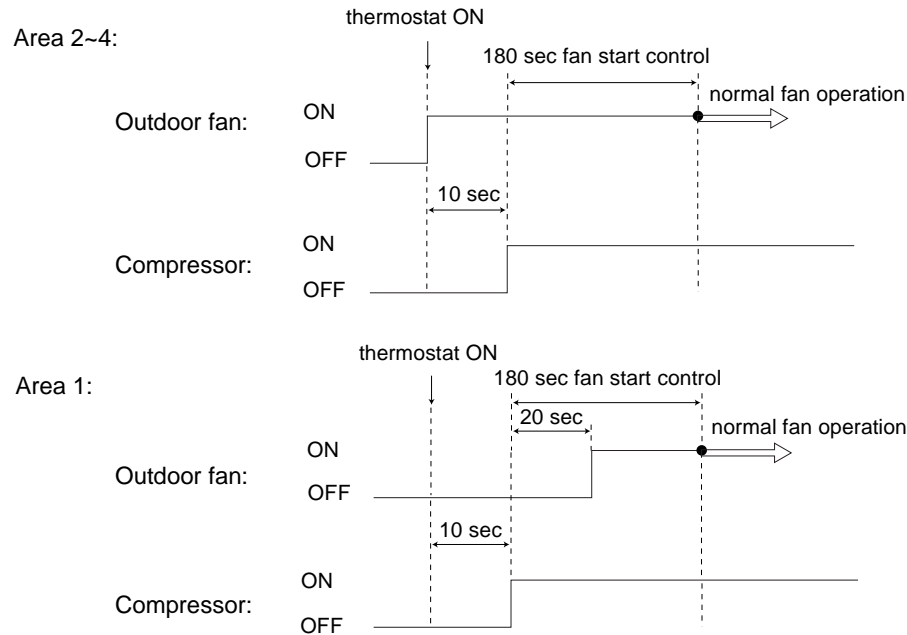 thermostat ON
Area 2~4:
180 sec fan start control
normal fan operation
Outdoor fan:
ON
OFF
10 sec
Compressor:
ON
OFF
thermostat ON
Area 1:
180 sec fan start control
20 sec
normal fan operation
Outdoor fan:
ON
OFF
10 sec
Compressor:
ON
OFF